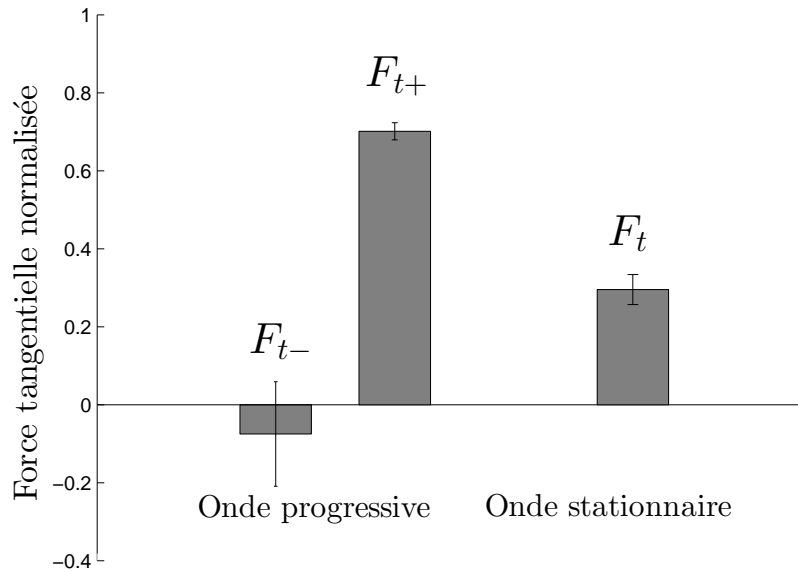 1
0.8
0.6
0.4
0.2
0
−0.2
−0.4
Force tangentielle normalisée
F_{t−}
F_{t+}
F_t
Onde progressive
Onde stationnaire